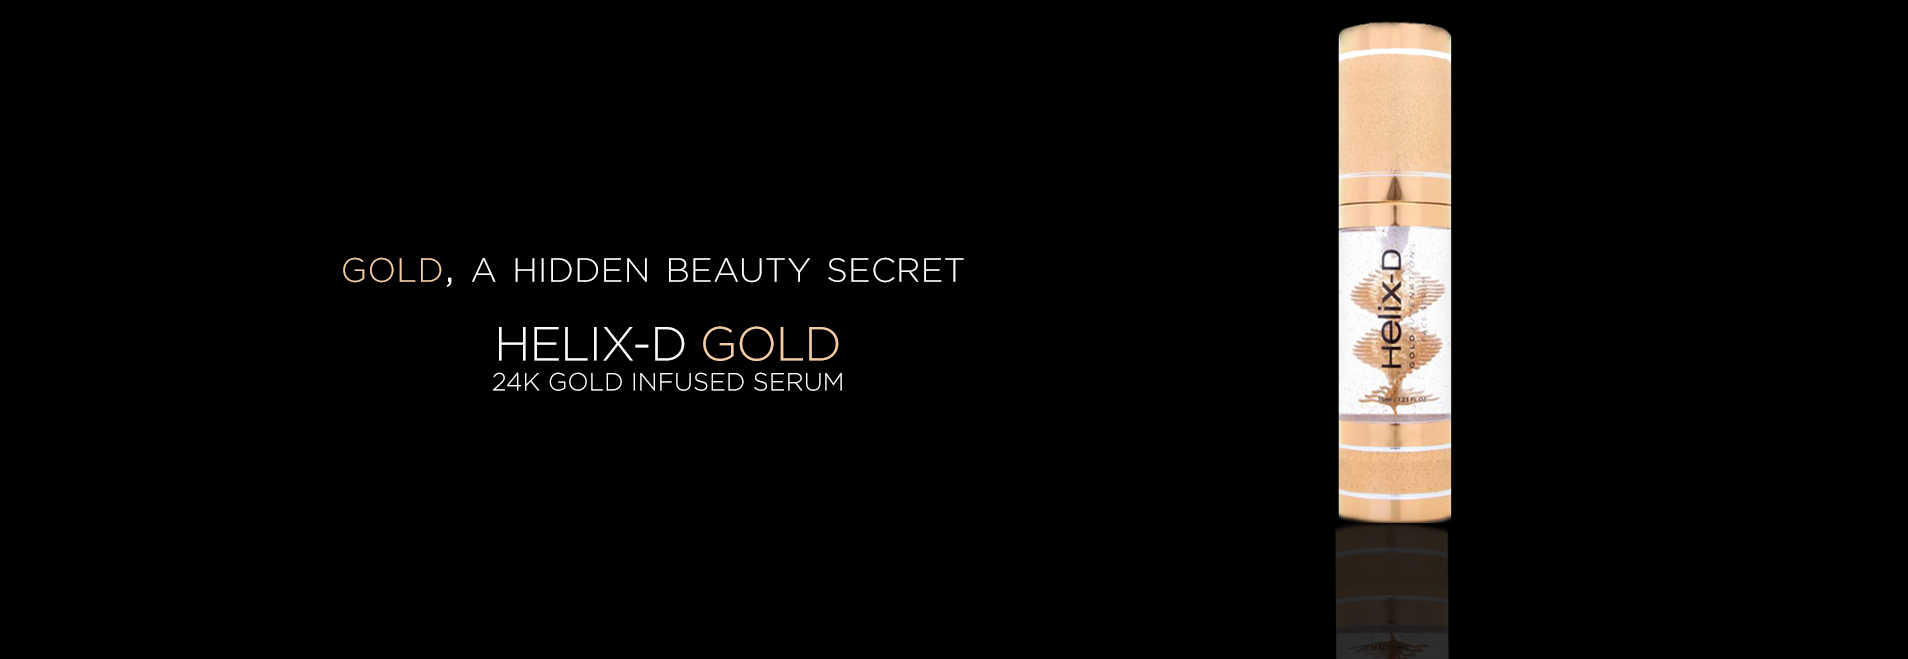 GOLD, A HIDDEN BEAUTY SECRET
HELIX-D GOLD
24K GOLD INFUSED SERUM
Helix-D